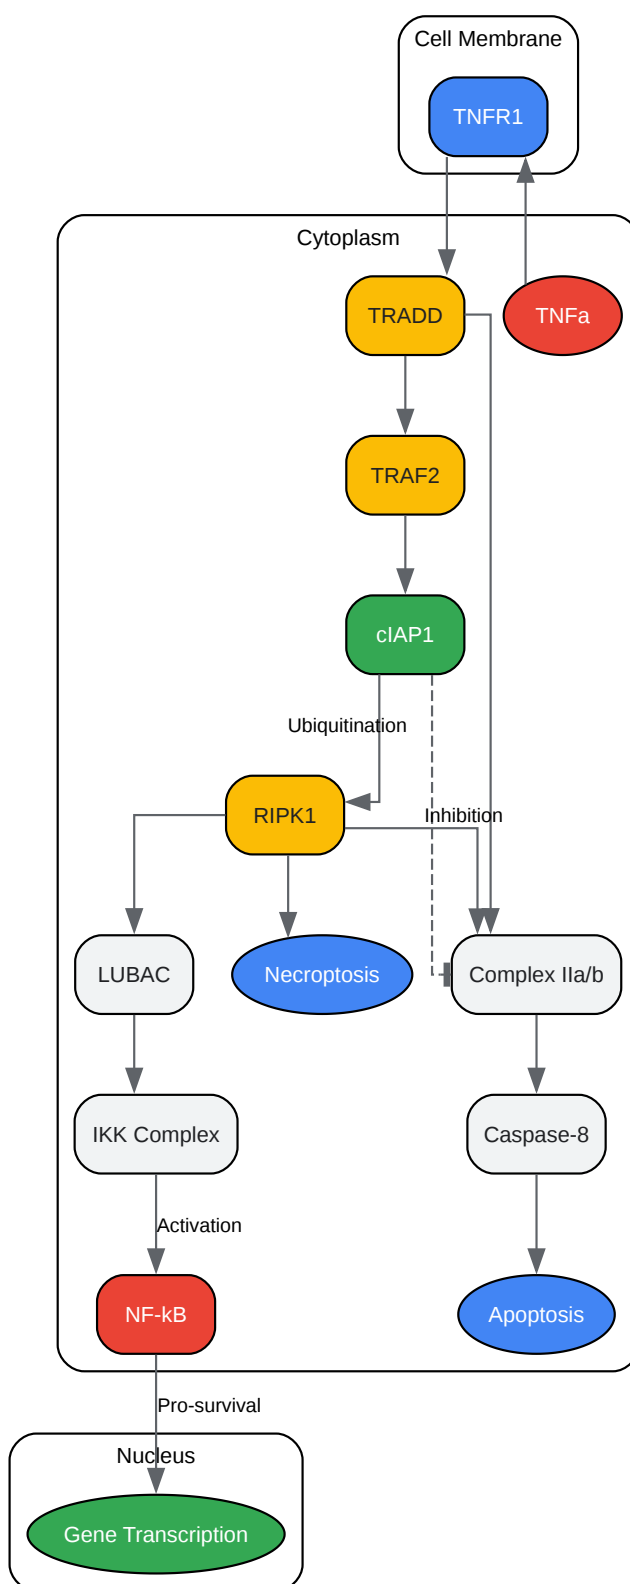 Cell Membrane
TNFR1
Cytoplasm
TRADD
TNFa
TRAF2
cIAP1
Ubiquitination
RIPK1
Inhibition
LUBAC
Necroptosis
Complex IIa/b
IKK Complex
Caspase-8
Activation
NF-kB
Apoptosis
Pro-survival
Nucleus
Gene Transcription